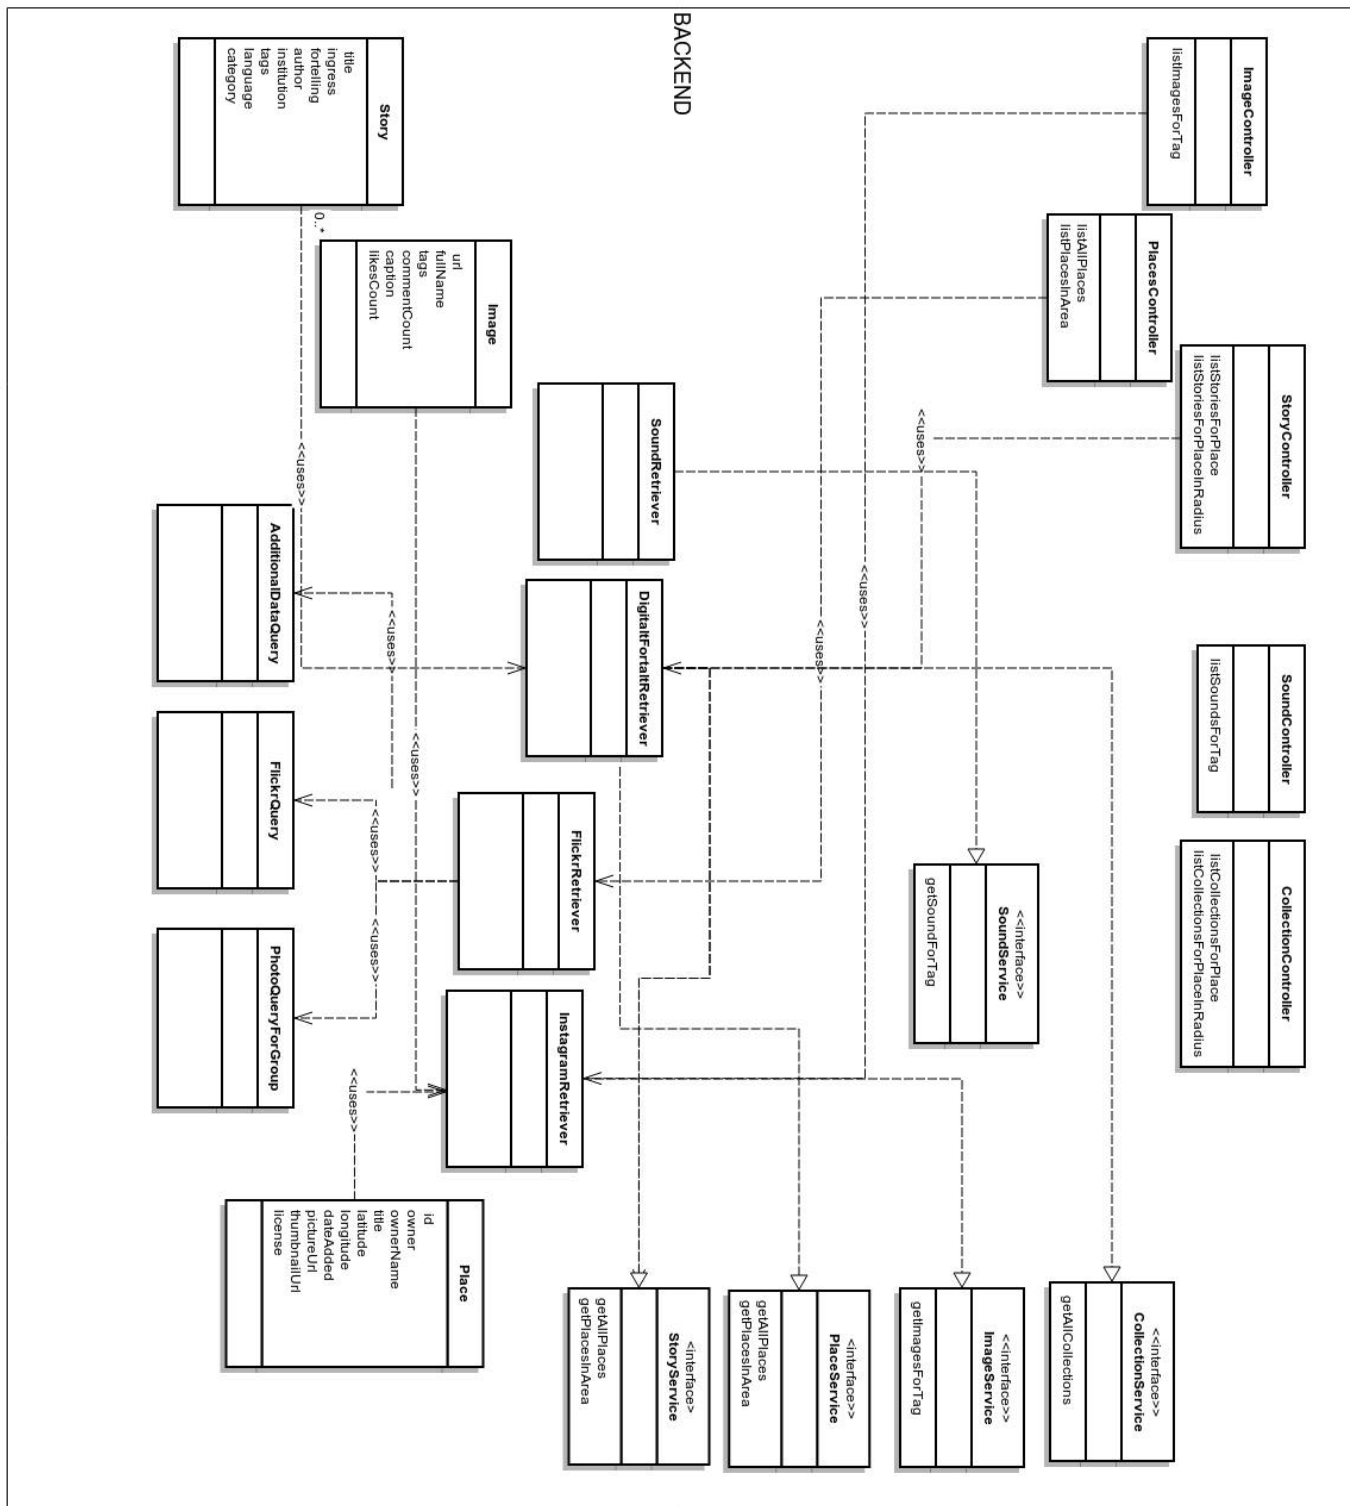 BACKEND
ImageController
listImagesForTag
PlacesController
listAllPlaces
listPlacesInArea
StoryController
listStoriesForPlace
listStoriesForPlaceInRadius
SoundController
listSoundsForTag
CollectionController
listCollectionsForPlace
listCollectionsForPlaceInRadius
<<uses>>
<<uses>>
<<uses>>
<<interface>>
SoundService
getSoundForTag
<<interface>>
CollectionService
getAllCollections
<<interface>>
ImageService
getImagesForTag
<interface>>
PlaceService
getAllPlaces
getPlacesInArea
<interface>
StoryService
getAllPlaces
getPlacesInArea
SoundRetriever
DigitaltFortaltRetriever
FlickrRetriever
InstagramRetriever
Story
title
ingress
fortelling
author
institution
tags
language
category
0..*
Image
url
fullName
tags
commentCount
caption
likesCount
<<uses>>
<<uses>>
<<uses>>
<<uses>>
<<uses>>
<<uses>>
AdditionalDataQuery
FlickrQuery
PhotoQueryForGroup
Place
id
owner
ownerName
title
latitude
longitude
dateAdded
pictureUrl
thumbnailUrl
license